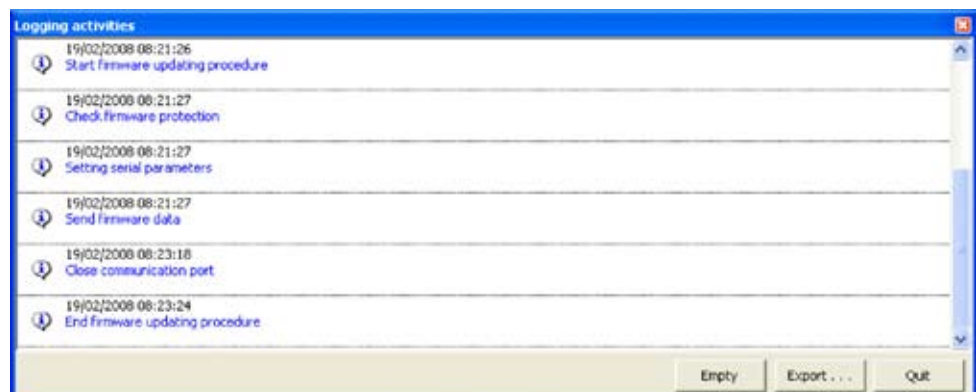 Logging activities
19/02/2008 08:21:26
Start firmware updating procedure
19/02/2008 08:21:27
Check firmware protection
19/02/2008 08:21:27
Setting serial parameters
19/02/2008 08:21:27
Send firmware data
19/02/2008 08:23:18
Close communication port
19/02/2008 08:23:24
End firmware updating procedure
Empty Export . . . Quit